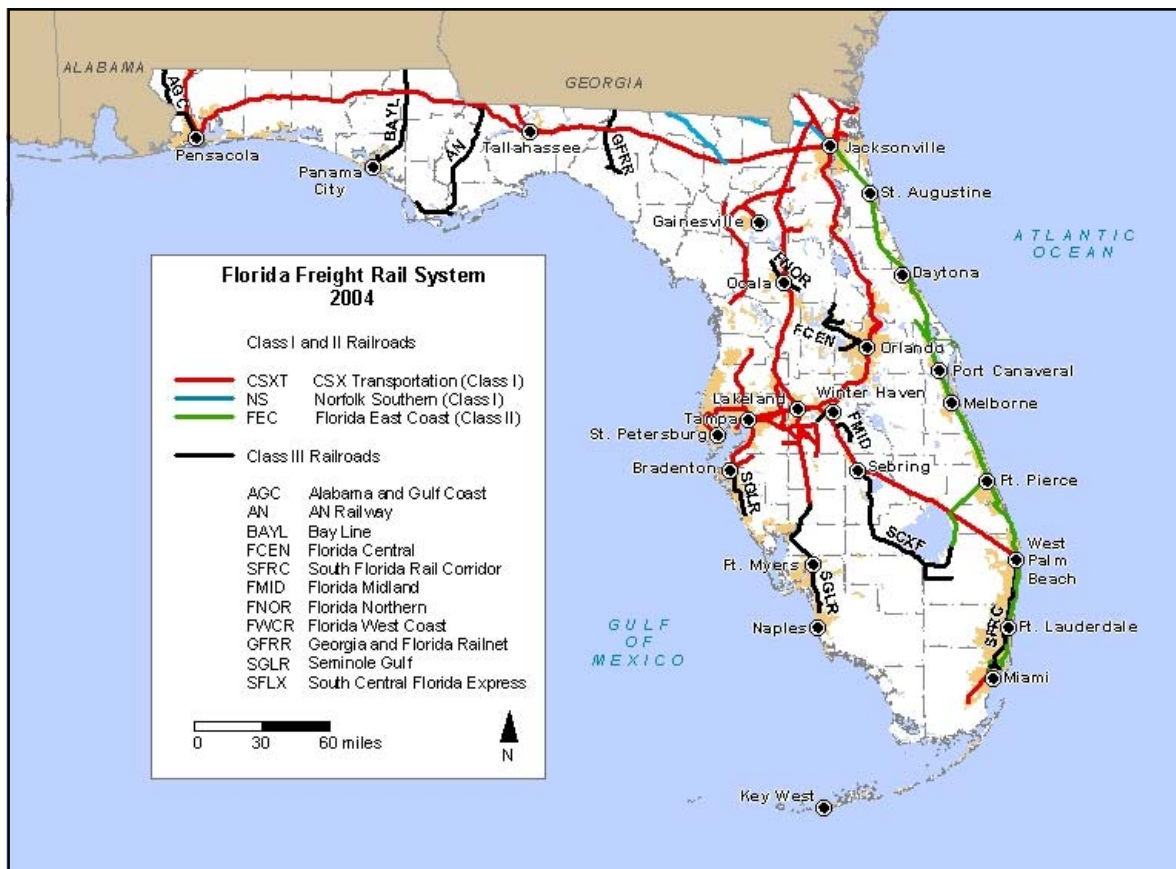 ALABAMA
GEORGIA
AGC
BAYL
AN
GFRR
Pensacola
Panama
City
Tallahassee
Jacksonville
St. Augustine
Gainesville
ATLANTIC
OCEAN
FNOR
Ocala
Daytona
FCEN
Orlando
Port Canaveral
Lakeland
Winter Haven
Melborne
Tampa
FMID
St. Petersburg
Bradenton
Sebring
Ft. Pierce
SGLR
SCXF
West
Palm
Beach
Ft. Myers
SGLR
GULF
OF
MEXICO
Naples
SFRC
Ft. Lauderdale
Miami
Key West
Florida Freight Rail System
2004
Class I and II Railroads
CSXT CSX Transportation (Class I)
NS Norfolk Southern (Class I)
FEC Florida East Coast (Class II)
Class III Railroads
AGC Alabama and Gulf Coast
AN AN Railway
BAYL Bay Line
FCEN Florida Central
SFRC South Florida Rail Corridor
FMID Florida Midland
FNOR Florida Northern
FWCR Florida West Coast
GFRR Georgia and Florida Railnet
SGLR Seminole Gulf
SFLX South Central Florida Express
0 30 60 miles
N